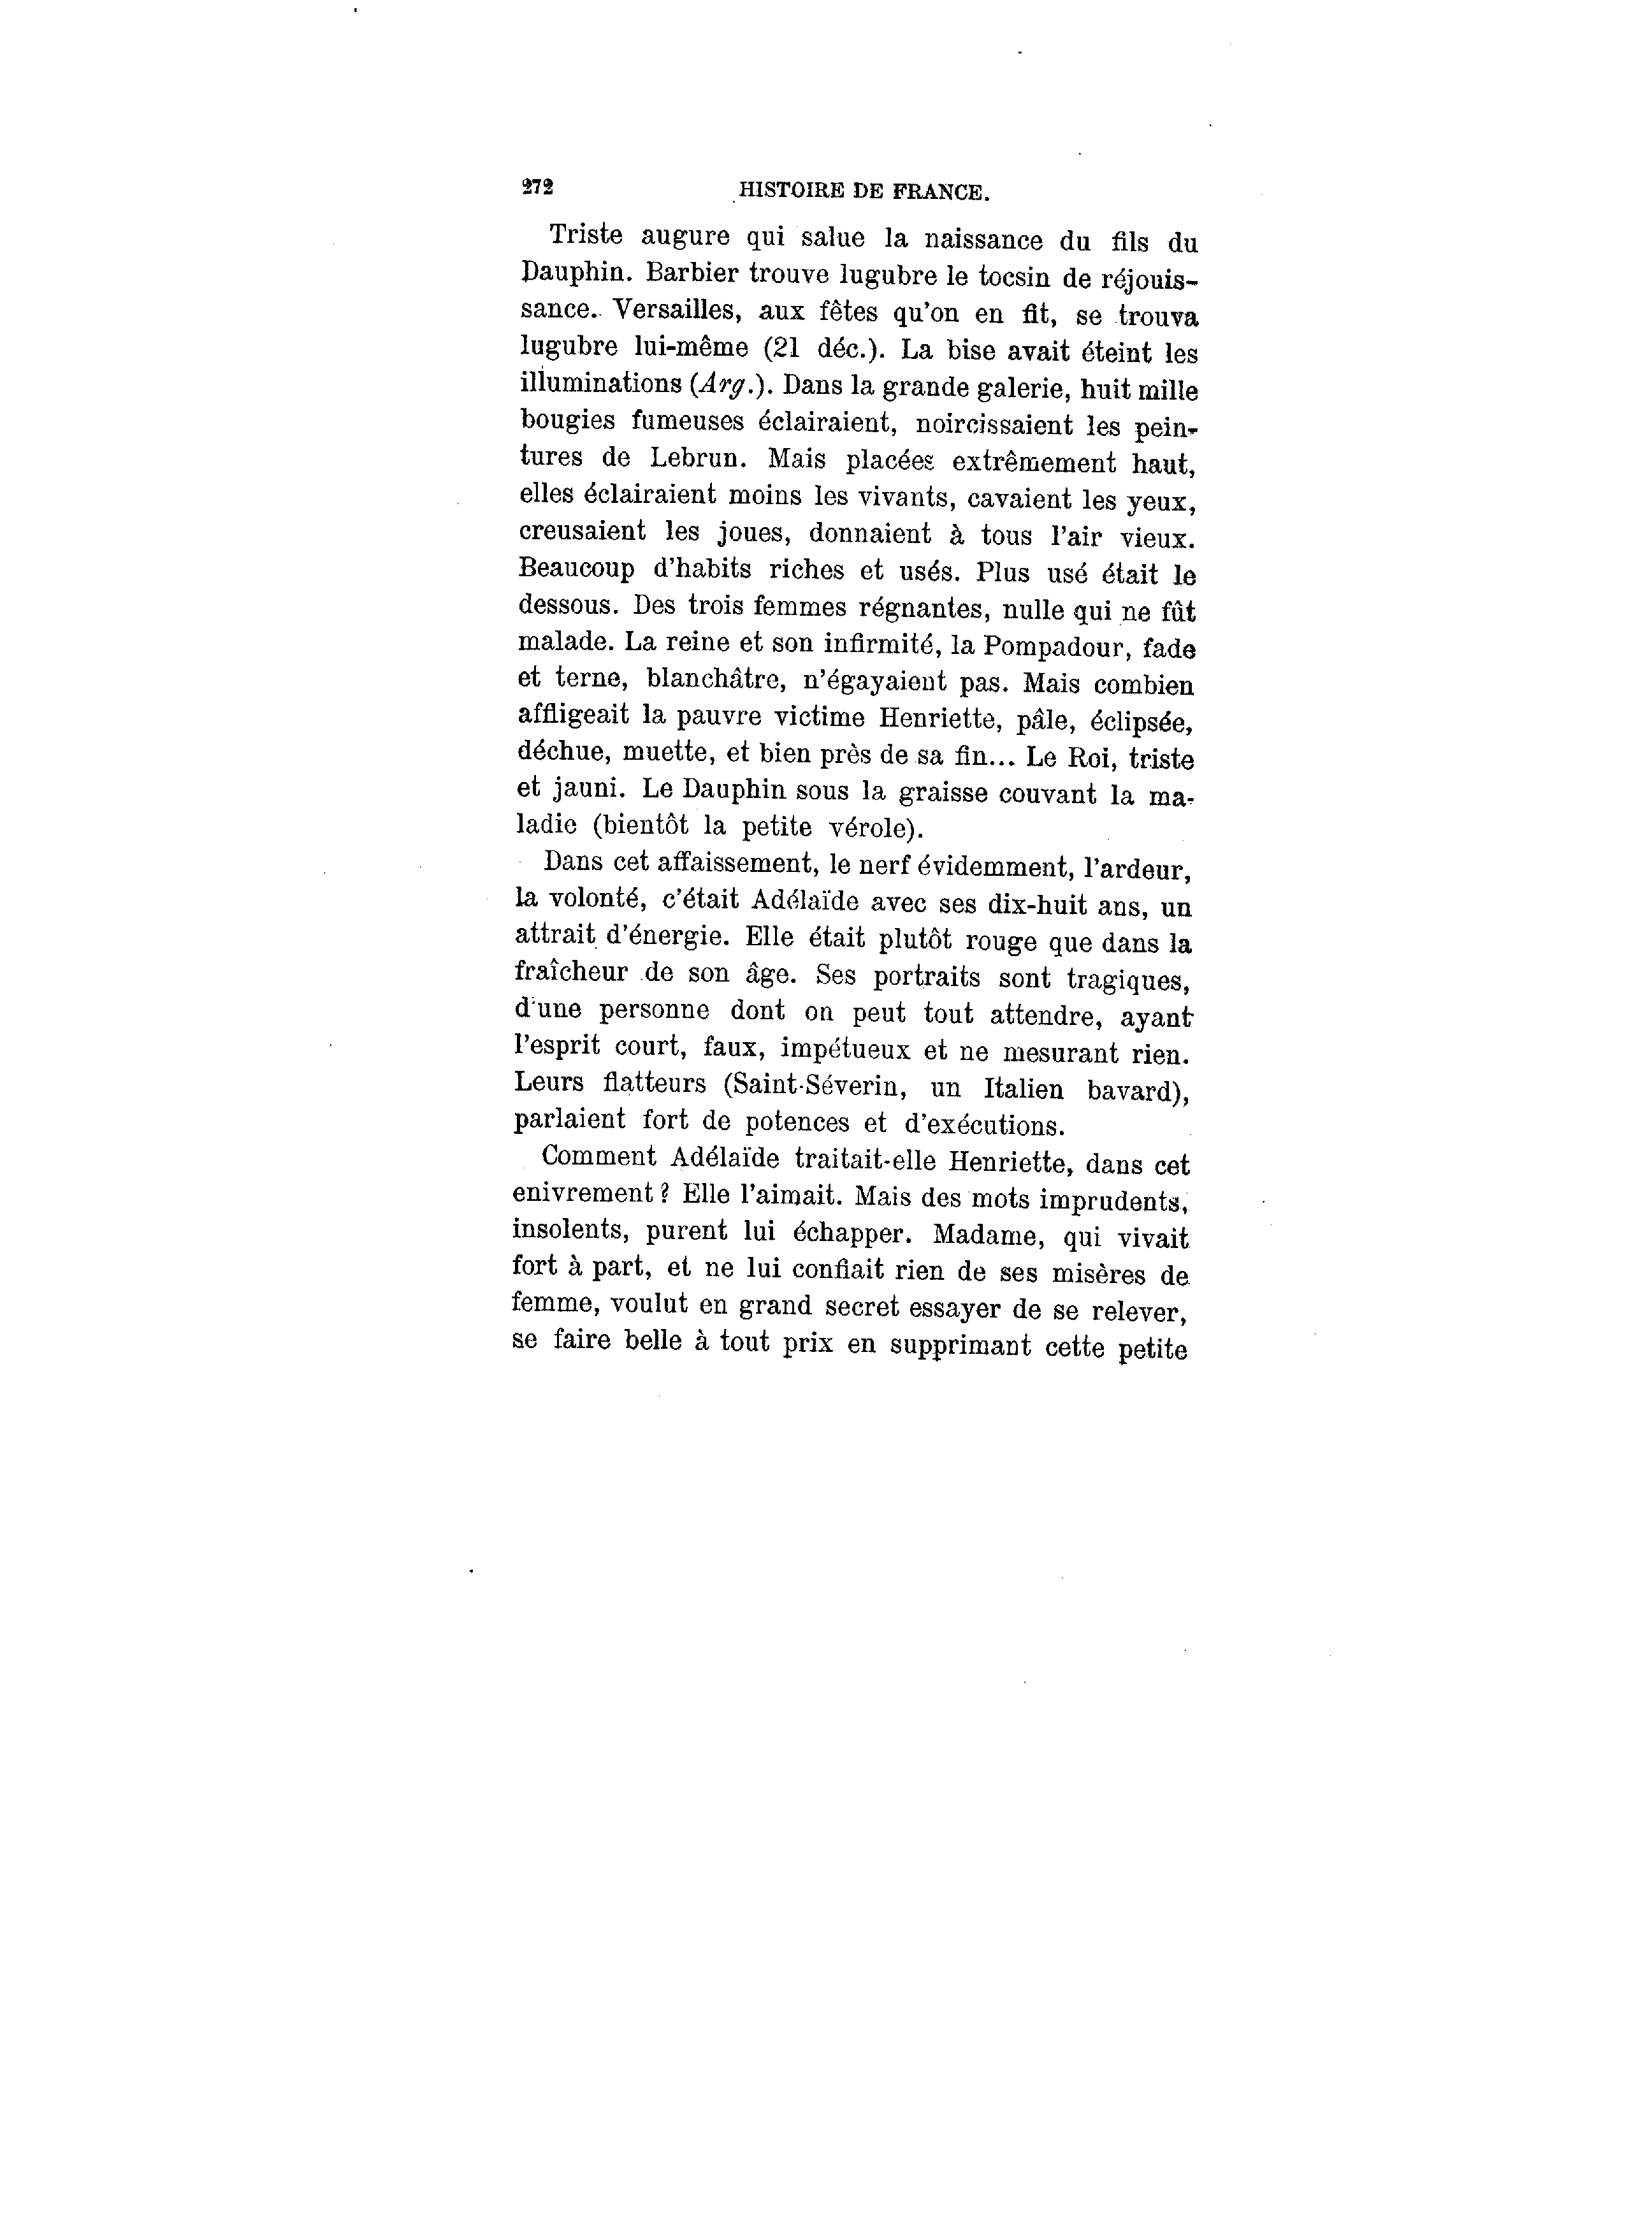 272 HISTOIRE DE FRANCE.
Triste augure qui salue la naissance du fils du
Dauphin. Barbier trouve lugubre le tocsin de réjouis-
sance. Versailles, aux fêtes qu'on en fit, se trouva
lugubre lui-même (21 déc.). La bise avait éteint les
illuminations (Arg.). Dans la grande galerie, huit mille
bougies fumeuses éclairaient, noircissaient les pein-
tures de Lebrun. Mais placées extrêmement haut,
elles éclairaient moins les vivants, cavaient les yeux,
creusaient les joues, donnaient à tous l'air vieux.
Beaucoup d'habits riches et usés. Plus usé était le
dessous. Des trois femmes régnantes, nulle qui ne fût
malade. La reine et son infirmité, la Pompadour, fade
et terne, blanchâtre, n'égayaient pas. Mais combien
affligeait la pauvre victime Henriette, pâle, éclipsée,
déchue, muette, et bien près de sa fin... Le Roi, triste
et jauni. Le Dauphin sous la graisse couvant la ma-
ladie (bientôt la petite vérole).
Dans cet affaissement, le nerf évidemment, l'ardeur,
la volonté, c'était Adélaïde avec ses dix-huit ans, un
attrait d'énergie. Elle était plutôt rouge que dans la
fraîcheur de son âge. Ses portraits sont tragiques,
d'une personne dont on peut tout attendre, ayant
l'esprit court, faux, impétueux et ne mesurant rien.
Leurs flatteurs (Saint-Séverin, un Italien bavard),
parlaient fort de potences et d'exécutions.
Comment Adélaïde traitait-elle Henriette, dans cet
enivrement ? Elle l'aimait. Mais des mots imprudents,
insolents, purent lui échapper. Madame, qui vivait
fort à part, et ne lui confiait rien de ses misères de
femme, voulut en grand secret essayer de se relever,
se faire belle à tout prix en supprimant cette petite